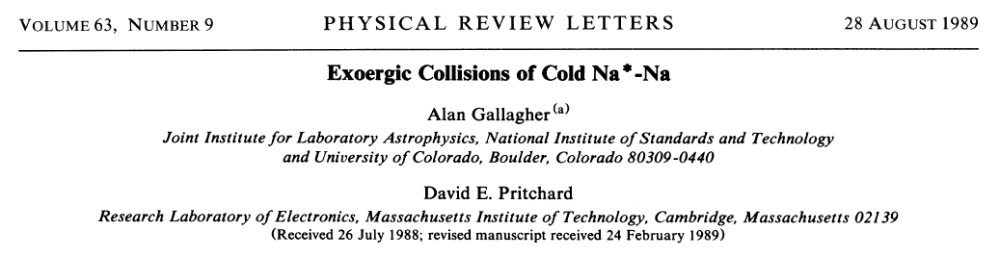 VOLUME 63, NUMBER 9 PHYSICAL REVIEW LETTERS 28 AUGUST 1989
Exoergic Collisions of Cold Na*-Na
Alan Gallagher (a)
Joint Institute for Laboratory Astrophysics, National Institute of Standards and Technology
and University of Colorado, Boulder, Colorado 80309-0440
David E. Pritchard
Research Laboratory of Electronics, Massachusetts Institute of Technology, Cambridge, Massachusetts 02139
(Received 26 July 1988; revised manuscript received 24 February 1989)